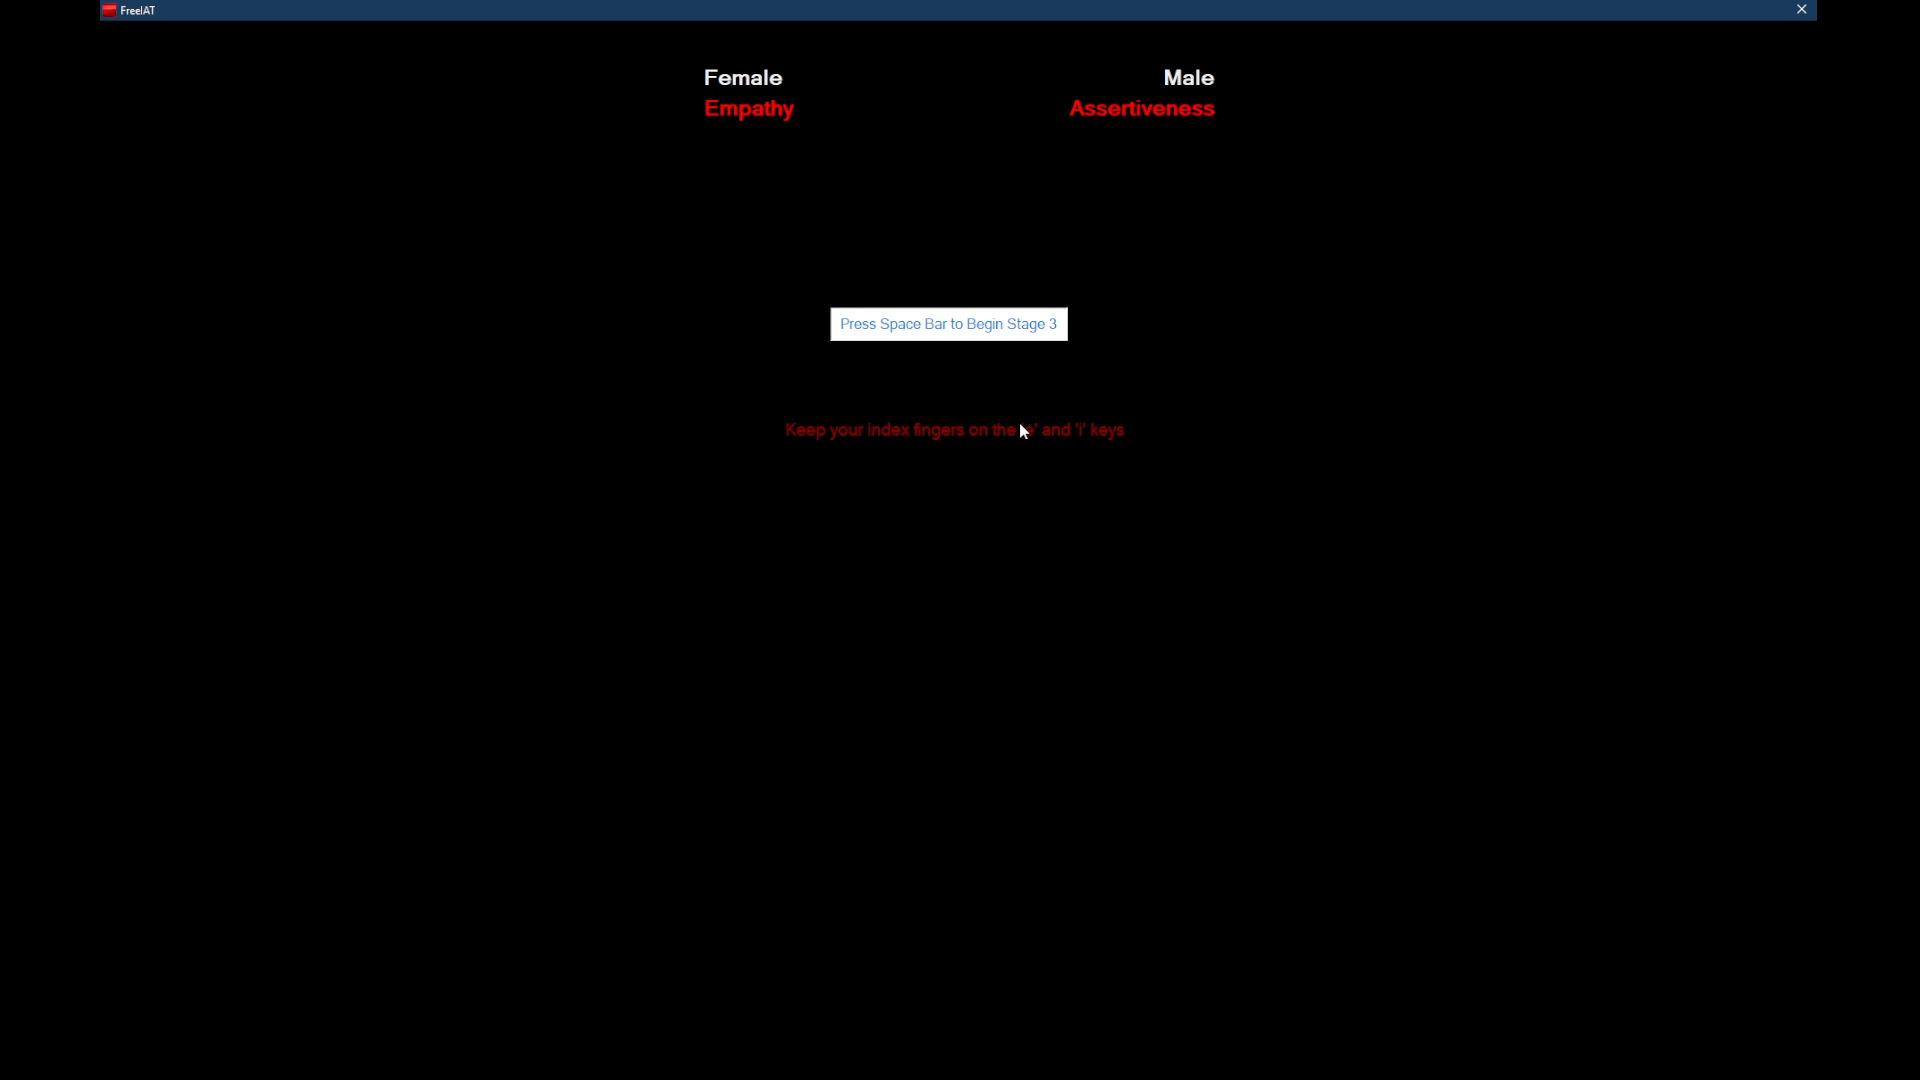 FreeIAT
Female Male
Empathy Assertiveness
Press Space Bar to Begin Stage 3
Keep your index fingers on the and 'i' keys